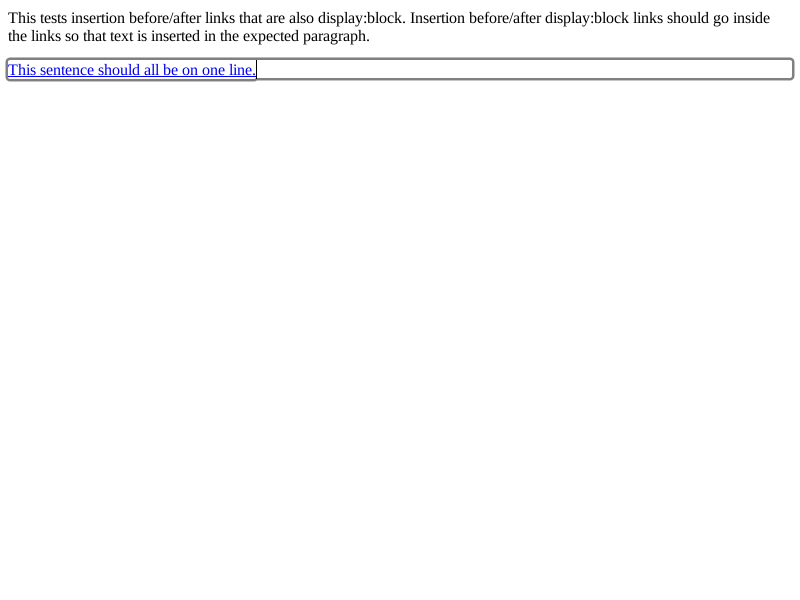 This tests insertion before/after links that are also display:block. Insertion before/after display:block links should go inside
the links so that text is inserted in the expected paragraph.
This sentence should all be on one line.